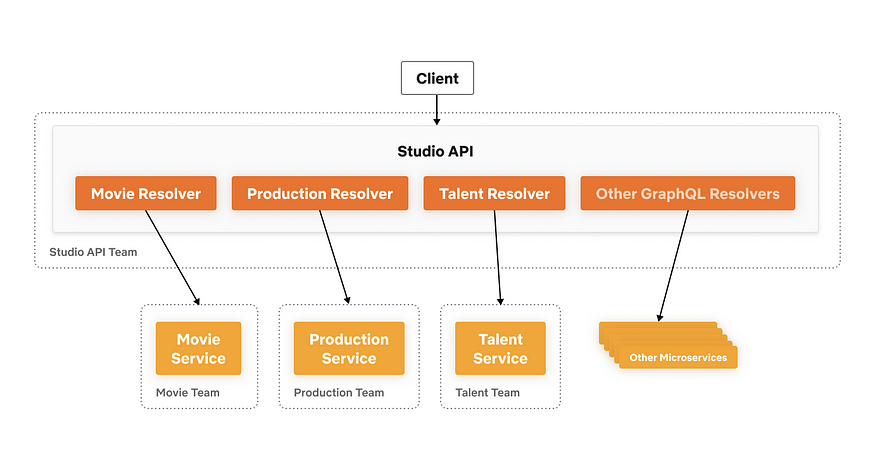 Client
Studio API
Movie Resolver
Production Resolver
Talent Resolver
Other GraphQL Resolvers
Studio API Team
Movie
Service
Movie Team
Production
Service
Production Team
Talent
Service
Talent Team
Other Microservices